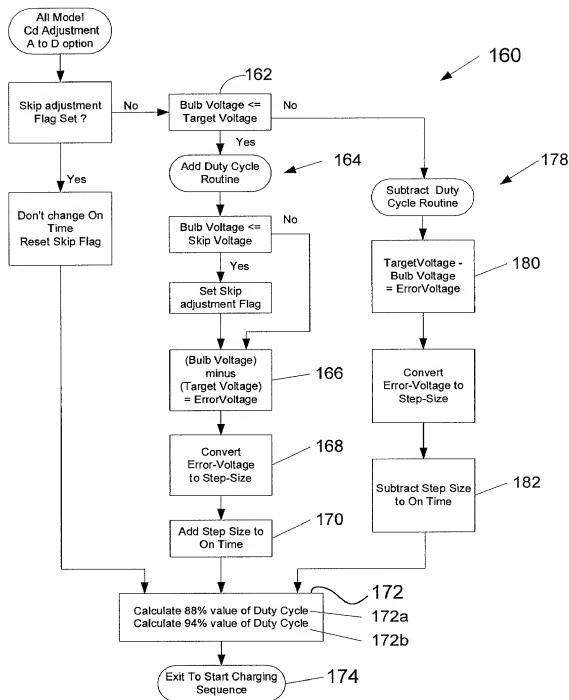 All Model
Cd Adjustment
A to D option
160
162
Skip adjustment
Flag Set ?
No
Bulb Voltage <=
Target Voltage
No
Yes
Yes
Add Duty Cycle
Routine
164
178
Subtract Duty
Cycle Routine
Don't change On
Time
Reset Skip Flag
Bulb Voltage <=
Skip Voltage
No
Yes
Set Skip
adjustment Flag
TargetVoltage -
Bulb Voltage
= ErrorVoltage
180
(Bulb Voltage)
minus
(Target Voltage)
= ErrorVoltage
166
Convert
Error-Voltage to
Step-Size
Convert
Error-Voltage
to Step-Size
168
Subtract Step Size
to On Time
182
Add Step Size to
On Time
170
172
Calculate 88% value of Duty Cycle
172a
Calculate 94% value of Duty Cycle
172b
Exit To Start Charging
Sequence
174